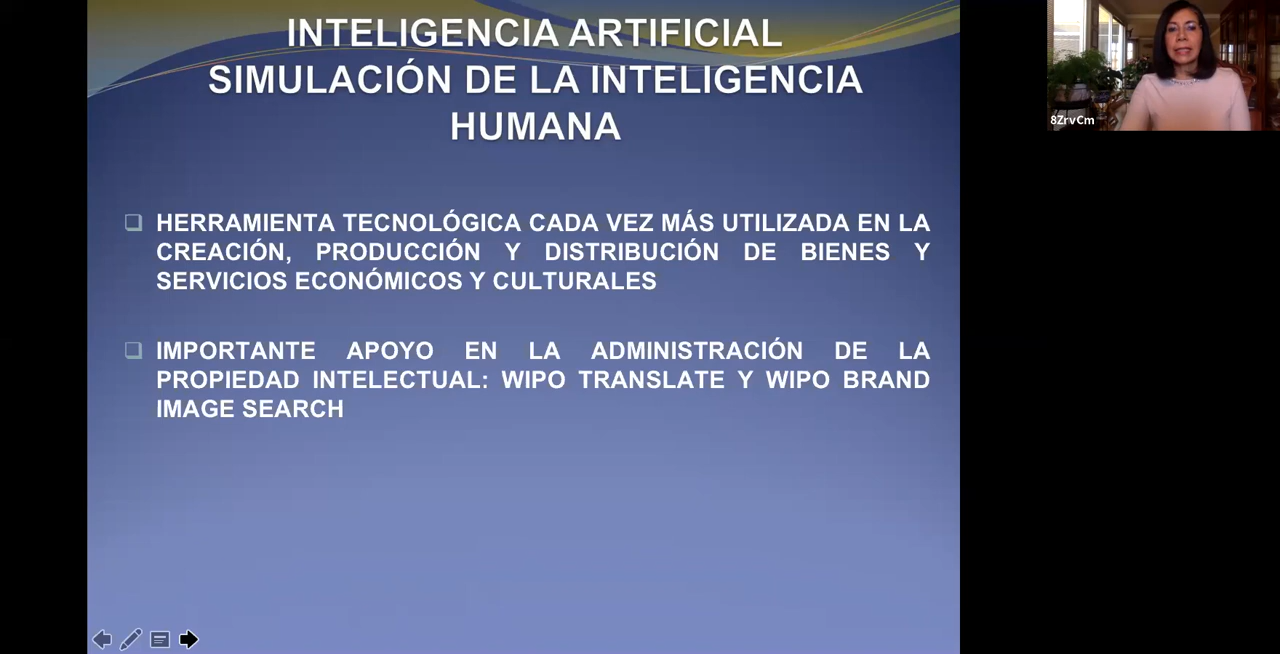 INTELIGENCIA ARTIFICIAL
SIMULACIÓN DE LA INTELIGENCIA
HUMANA
HERRAMIENTA TECNOLÓGICA CADA VEZ MÁS UTILIZADA EN LA
CREACIÓN, PRODUCCIÓN Y DISTRIBUCIÓN DE BIENES Y
SERVICIOS ECONÓMICOS Y CULTURALES
IMPORTANTE APOYO EN LA ADMINISTRACIÓN DE LA
PROPIEDAD INTELECTUAL: WIPO TRANSLATE Y WIPO BRAND
IMAGE SEARCH
8ZrvCm